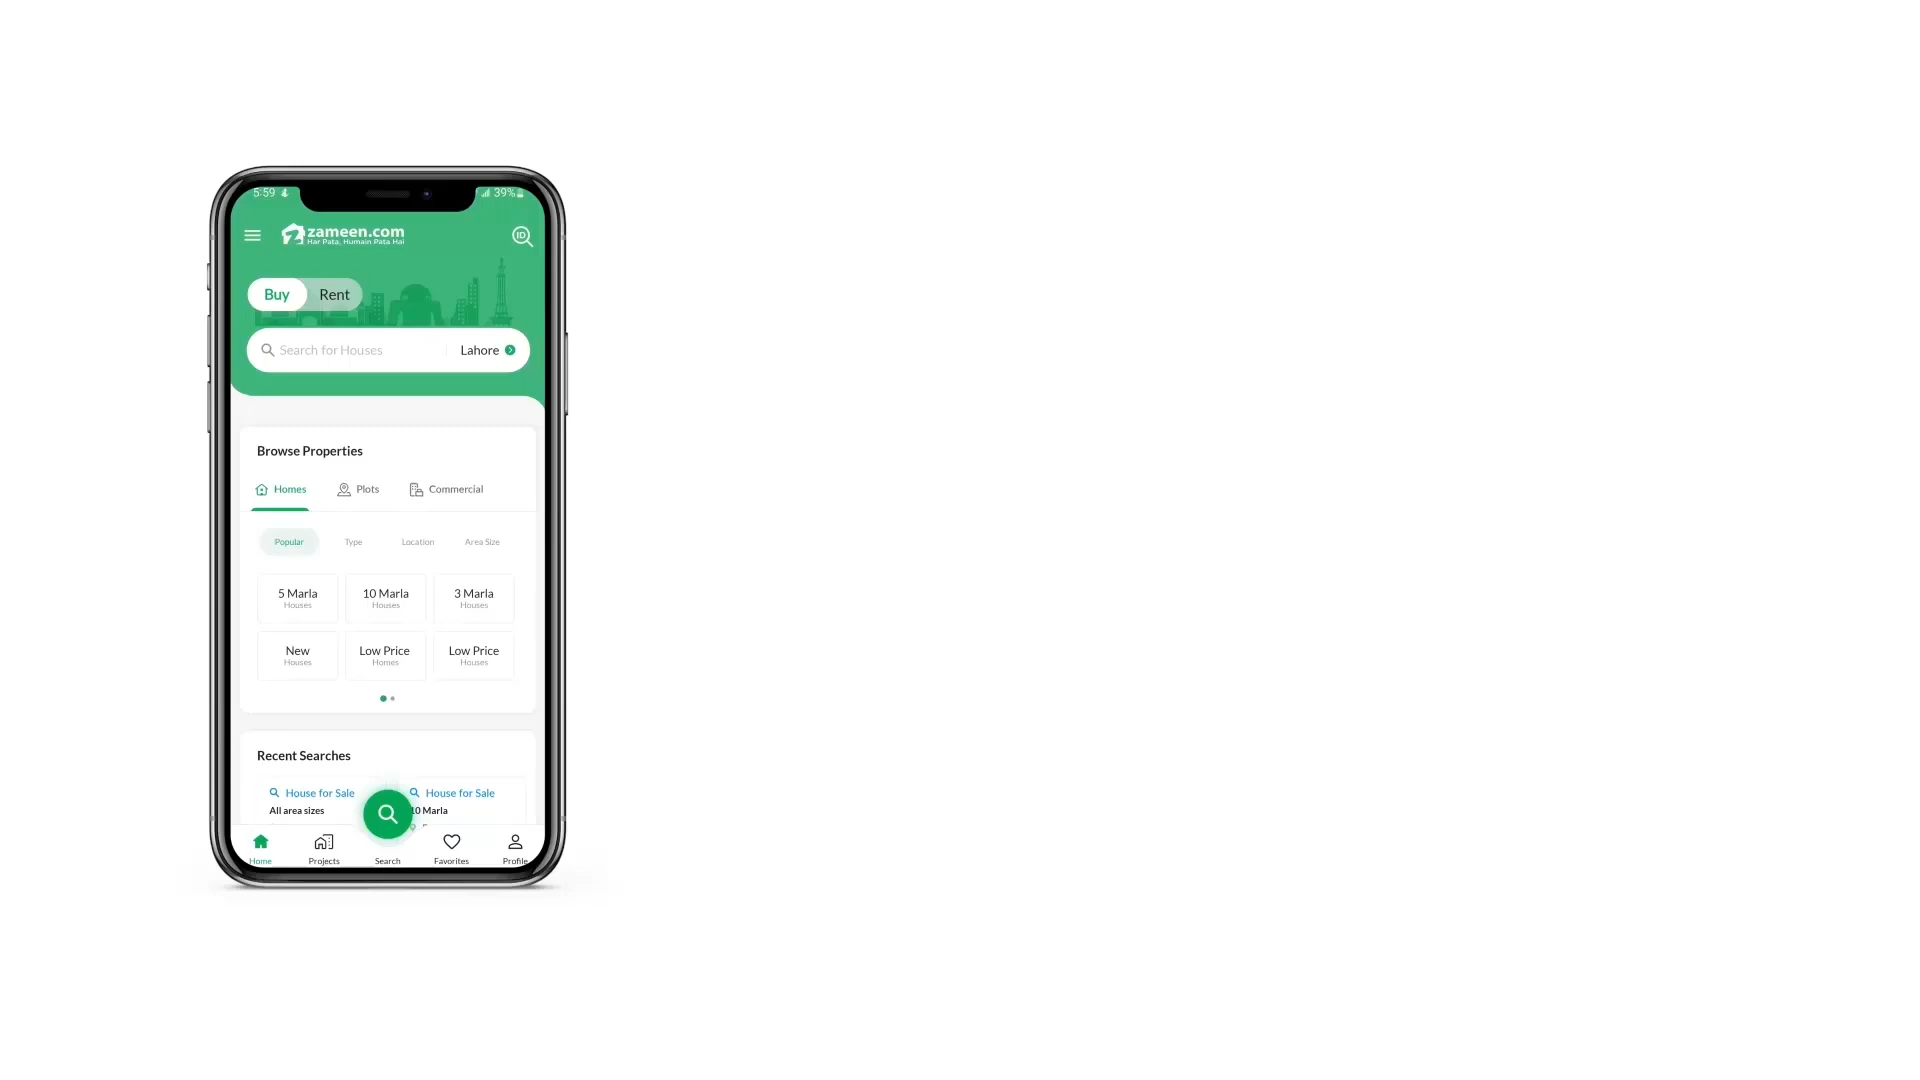 5:59
39%
zameen.com
Har Pata, Humain Pata Hai
ID
Buy
Rent
Search for Houses
Lahore
Browse Properties
Homes
Plots
Commercial
Popular
Type
Location
Area Size
5 Marla
Houses
10 Marla
Houses
3 Marla
Houses
New
Houses
Low Price
Homes
Low Price
Houses
Recent Searches
House for Sale
All area sizes
House for Sale
10 Marla
Home
Projects
Search
Favorites
Profile